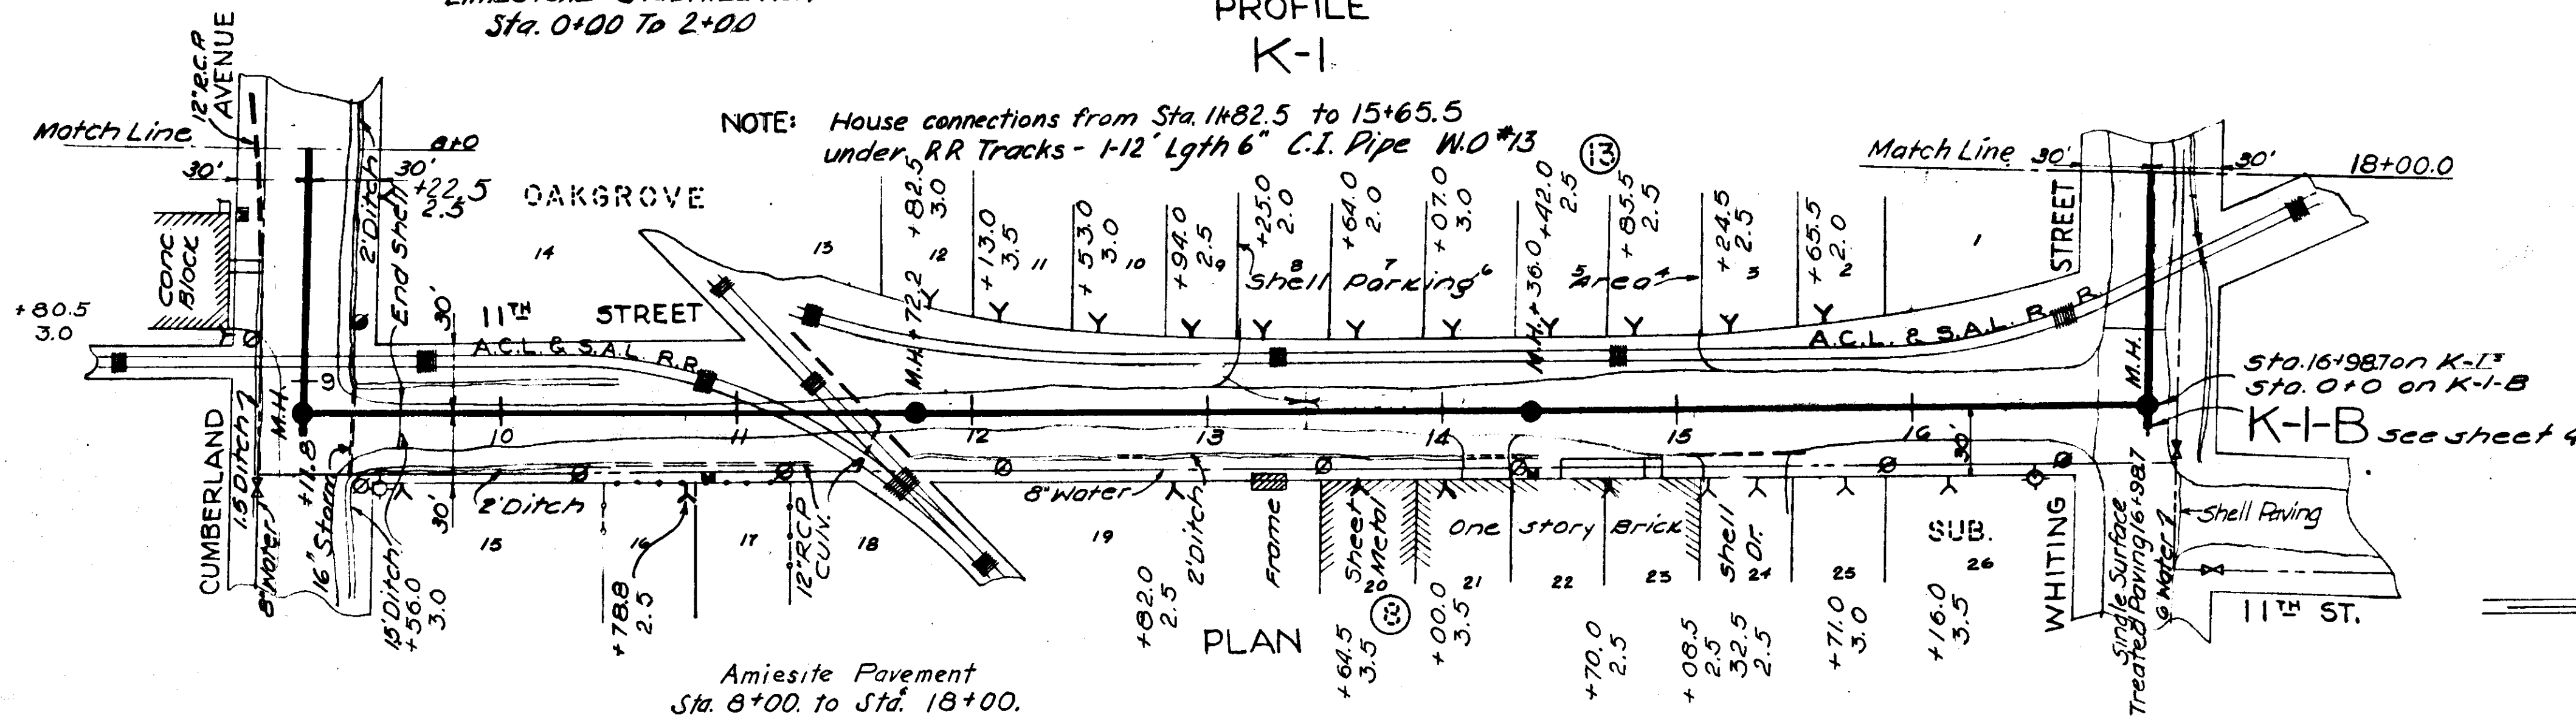 Sta. 0+00 To 2+00
PROFILE
K-1
NOTE: House connections from Sta. 11+82.5 to 15+65.5
under RR Tracks - 1-12' Lgth 6" C.I. Pipe W.O #13
13
12" R.C.P.
AVENUE
Match Line
8+0
30'
30'
2' Ditch
End Shell
+22.5
2.5
OAKGROVE
CONC
BLOCK
+80.5
3.0
14
13
+82.5
3.0
12
+13.0
3.5
11
+53.0
3.0
10
+94.0
2.5
9
+25.0
2.0
8
+64.0
2.0
7
+07.0
3.0
6
+42.0
2.5
5
+85.5
2.5
4
+24.5
2.5
3
+65.5
2.0
2
1
Shell Parking Area
Match Line
30'
30'
18+00.0
STREET
11TH STREET
30'
A.C.L. & S.A.L. R.R.
M.H. +72.2
M.H. +36.0
A.C.L. & S.A.L. R.R.
M.H.
Sta. 16+98.7 on K-1
Sta. 0+0 on K-1-B
K-1-B see sheet 4
9
10
11
12
13
14
15
16
30'
CUMBERLAND
1.5 Ditch
M.H.
+11.8
8" Water
16" Storm
15' Ditch
+56.0
3.0
30'
2' Ditch
15
16
+78.8
2.5
17
12" RCP
CULV.
18
19
8" Water
+82.0
2.5
2' Ditch
Frame
Sheet
Metal
20
+64.5
3.5
One story Brick
21
+00.0
3.5
22
+70.0
2.5
23
+08.5
2.5
Shell
Dr.
24
32.5
2.5
25
+71.0
3.0
SUB.
26
+16.0
3.5
WHITING
Single Surface
Treated Paving 16+98.7
6" Water
Shell Paving
11TH ST.
PLAN
Amiesite Pavement
Sta. 8+00. to Sta. 18+00.